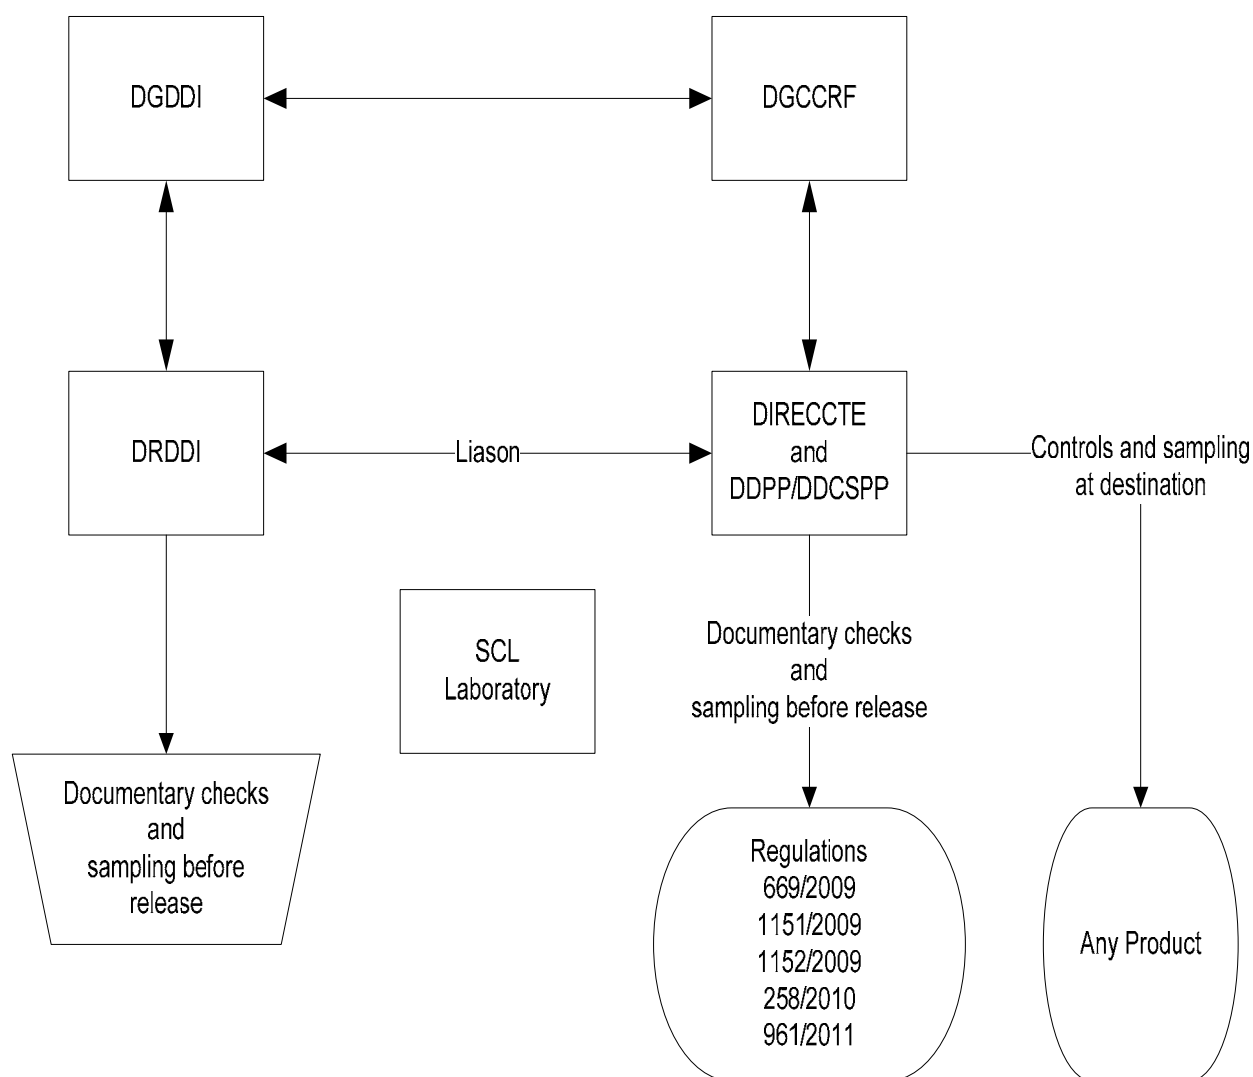 DGDDI
DGCCRF
DRDDI
Liason
DIRECCTE
and
DDPP/DDCSPP
Controls and sampling
at destination
SCL
Laboratory
Documentary checks
and
sampling before release
Documentary checks
and
sampling before
release
Regulations
669/2009
1151/2009
1152/2009
258/2010
961/2011
Any Product